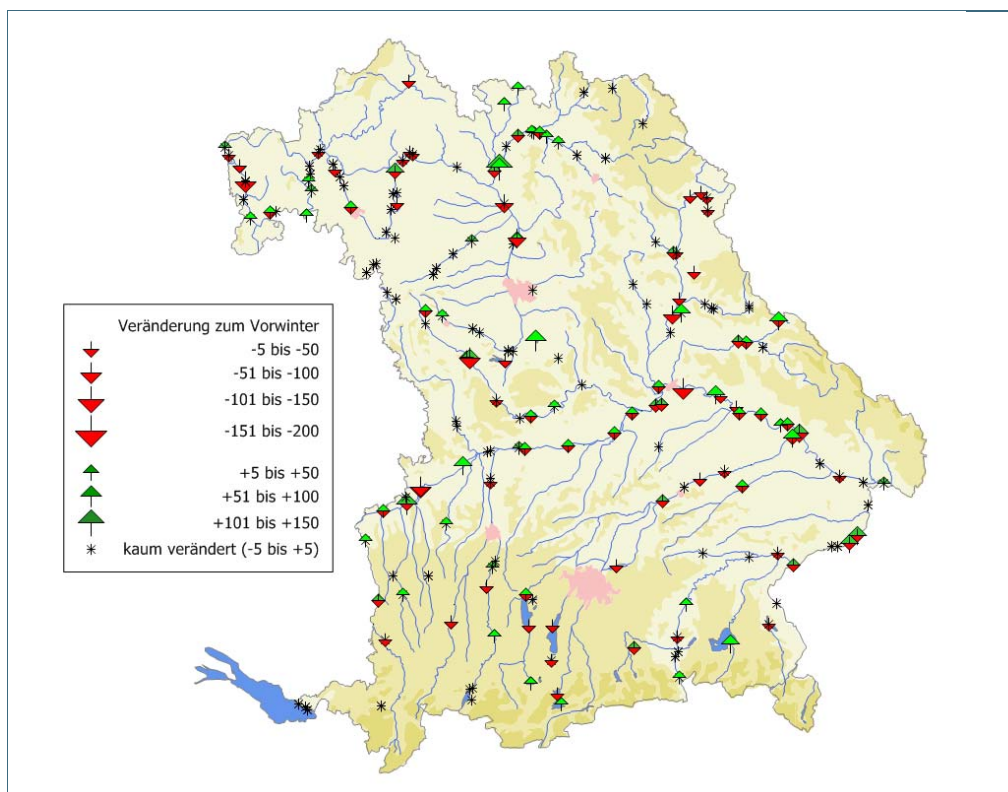 Veränderung zum Vorwinter
-5 bis -50
-51 bis -100
-101 bis -150
-151 bis -200
+5 bis +50
+51 bis +100
+101 bis +150
kaum verändert (-5 bis +5)